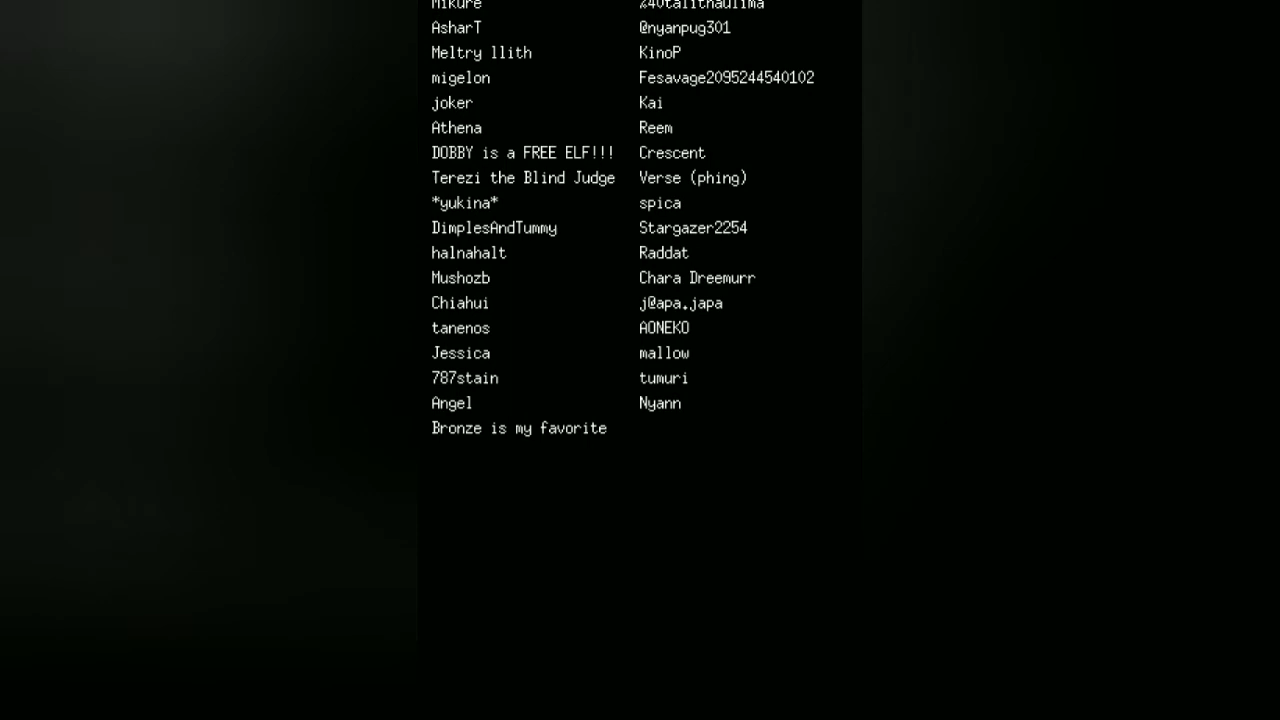 Mikure %40talithaulima
AsharT @nyanpug301
Meltry llith KinoP
migelon Fesavage2095244540102
joker Kai
Athena Reem
DOBBY is a FREE ELF!!! Crescent
Terezi the Blind Judge Verse (phing)
*yukina* spica
DimplesAndTummy Stargazer2254
halnahalt Raddat
Mushozb Chara Dreemurr
Chiahui j@apa.japa
tanenos AONEKO
Jessica mallow
787stain tumuri
Angel Nyann
Bronze is my favorite